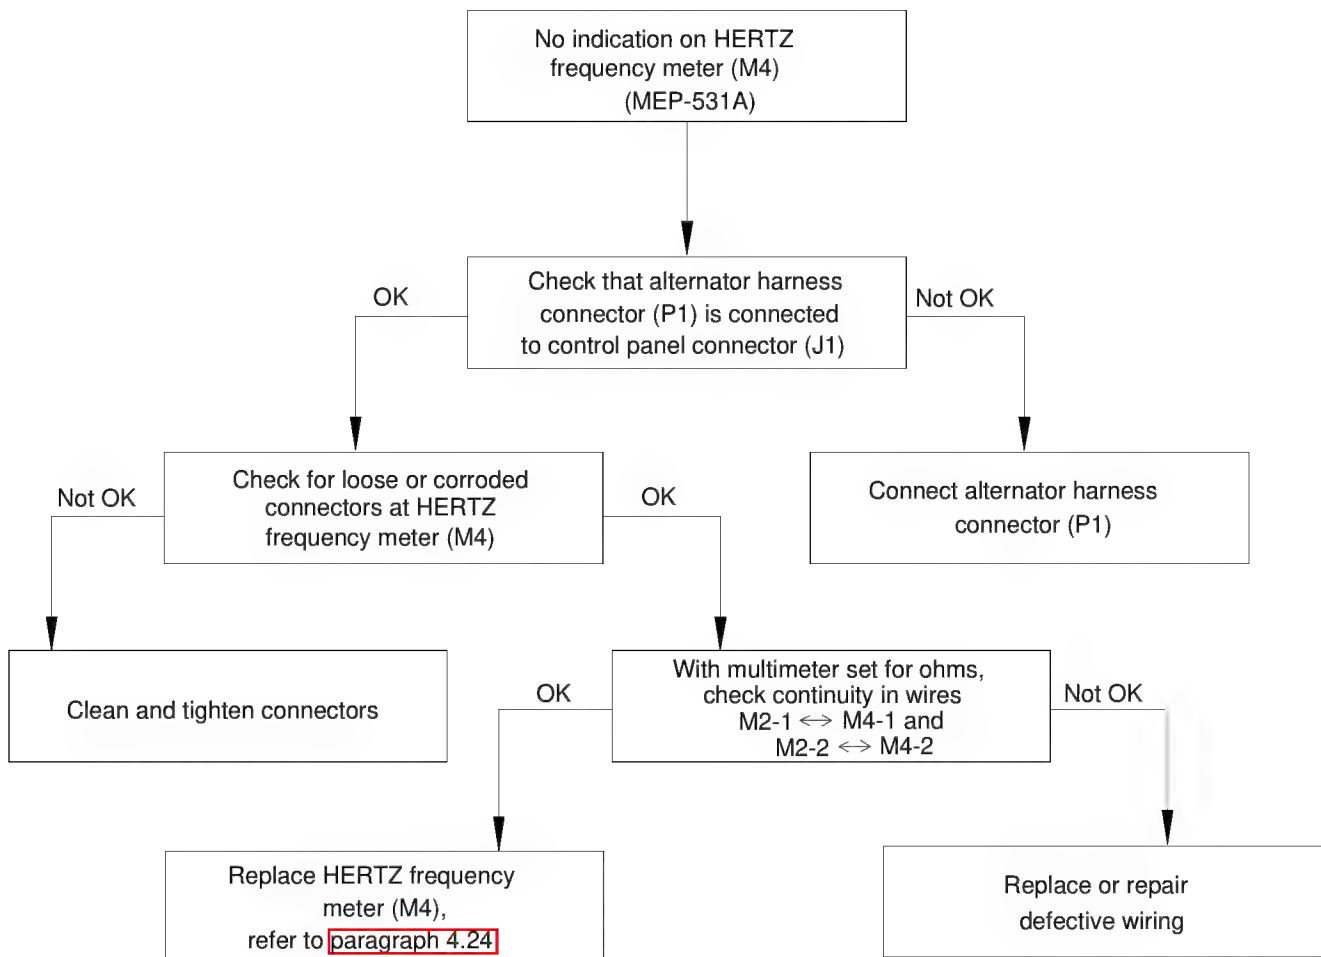 No indication on HERTZ
frequency meter (M4)
(MEP-531A)
Check that alternator harness
connector (P1) is connected
to control panel connector (J1)
OK
Not OK
Check for loose or corroded
connectors at HERTZ
frequency meter (M4)
Not OK
OK
Connect alternator harness
connector (P1)
Clean and tighten connectors
With multimeter set for ohms,
check continuity in wires
M2-1 <-> M4-1 and
M2-2 <-> M4-2
OK
Not OK
Replace HERTZ frequency
meter (M4),
refer to paragraph 4.24
Replace or repair
defective wiring